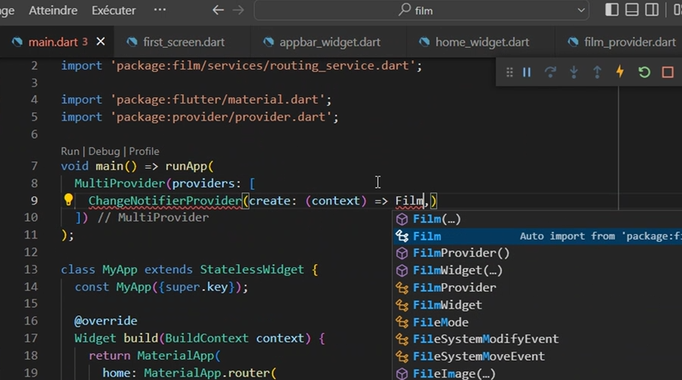 age Atteindre Exécuter ... film
main.dart 3 first_screen.dart appbar_widget.dart home_widget.dart film_provider.dart
2 import 'package:film/services/routing_service.dart';
3
4 import 'package:flutter/material.dart';
5 import 'package:provider/provider.dart';
6
Run | Debug | Profile
7 void main() => runApp(
8 MultiProvider(providers: [
9 ChangeNotifierProvider(create: (context) => Film,)
10 ]) // MultiProvider
11 );
12
13 class MyApp extends StatelessWidget {
14 const MyApp({super.key});
15
16 @override
17 Widget build(BuildContext context) {
18 return MaterialApp(
19 home: MaterialApp.router(
Film(…)
Film Auto import from 'package:fi
FilmProvider()
FilmWidget(…)
FilmProvider
FilmWidget
FileMode
FileSystemModifyEvent
FileSystemMoveEvent
FileImage(…)